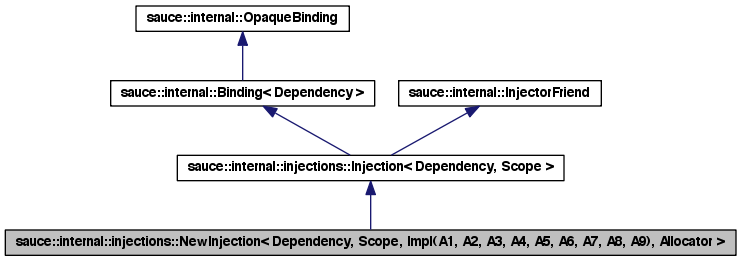 sauce::internal::OpaqueBinding
sauce::internal::Binding< Dependency >
sauce::internal::InjectorFriend
sauce::internal::injections::Injection< Dependency, Scope >
sauce::internal::injections::NewInjection< Dependency, Scope, Impl(A1, A2, A3, A4, A5, A6, A7, A8, A9), Allocator >